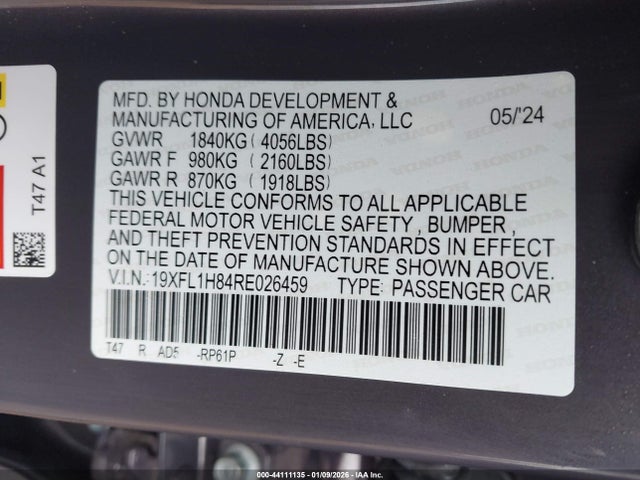 MFD. BY HONDA DEVELOPMENT &
MANUFACTURING OF AMERICA, LLC 05/'24
GVWR 1840KG ( 4056LBS)
GAWR F 980KG ( 2160LBS)
GAWR R 870KG ( 1918LBS)
THIS VEHICLE CONFORMS TO ALL APPLICABLE
FEDERAL MOTOR VEHICLE SAFETY , BUMPER ,
AND THEFT PREVENTION STANDARDS IN EFFECT
ON THE DATE OF MANUFACTURE SHOWN ABOVE.
V.I.N.: 19XFL1H84RE026459 TYPE: PASSENGER CAR
T47 R AD5 -RP61P -Z -E
T47 A1
000-44111135 - 01/09/2026 - IAA Inc.